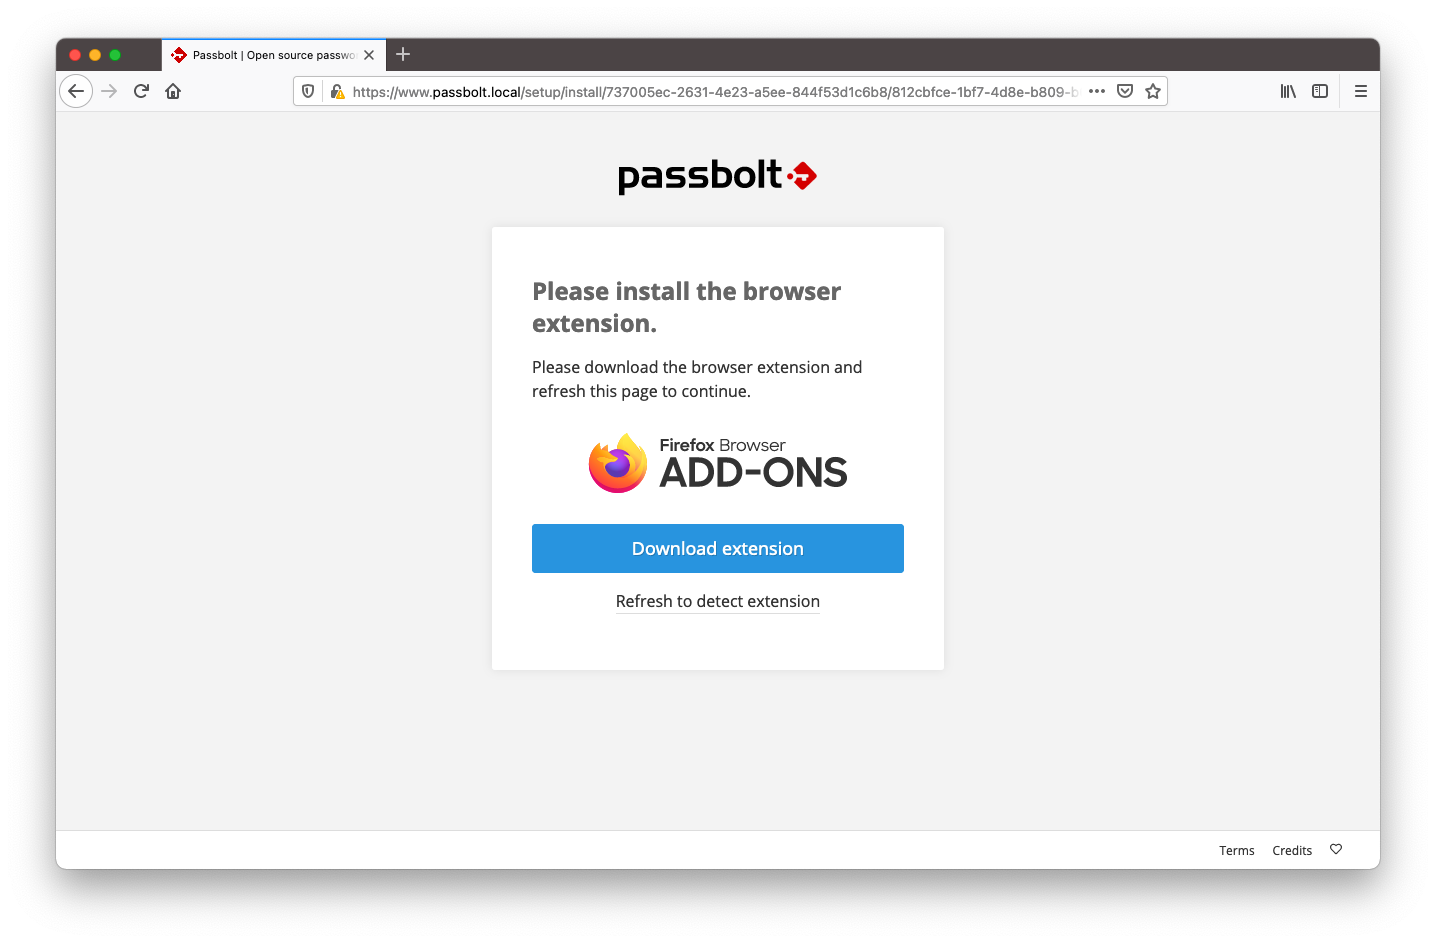 Passbolt | Open source passwo
https://www.passbolt.local/setup/install/737005ec-2631-4e23-a5ee-844f53d1c6b8/812cbfce-1bf7-4d8e-b809-b
passbolt
Please install the browser
extension.
Please download the browser extension and
refresh this page to continue.
Firefox Browser
ADD-ONS
Download extension
Refresh to detect extension
Terms Credits